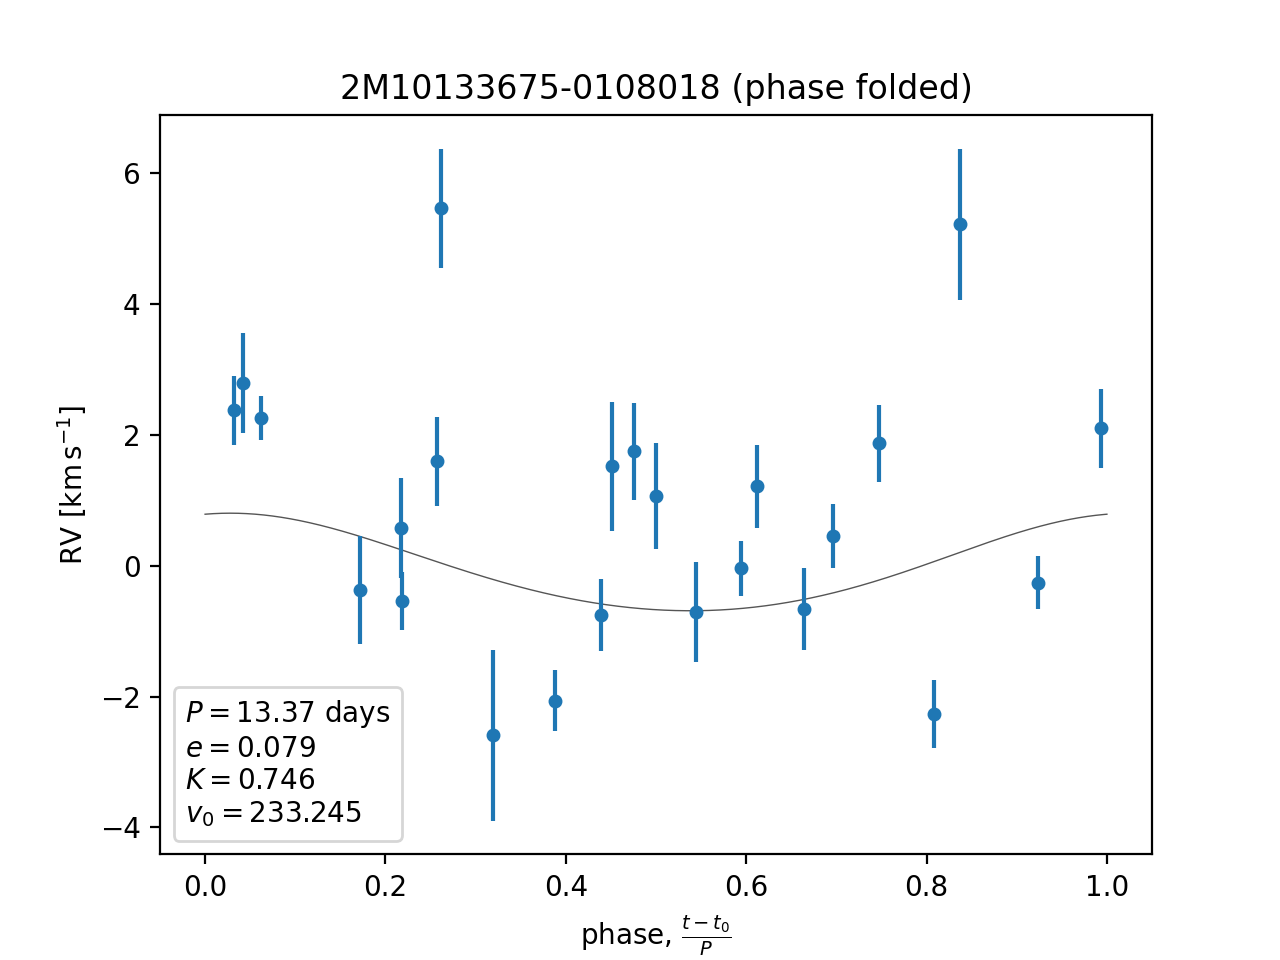 2M10133675-0108018 (phase folded)
RV [km s⁻¹]
6
4
2
0
−2
−4
P = 13.37 days
e = 0.079
K = 0.746
v₀ = 233.245
0.0 0.2 0.4 0.6 0.8 1.0
phase, (t − t₀)/P